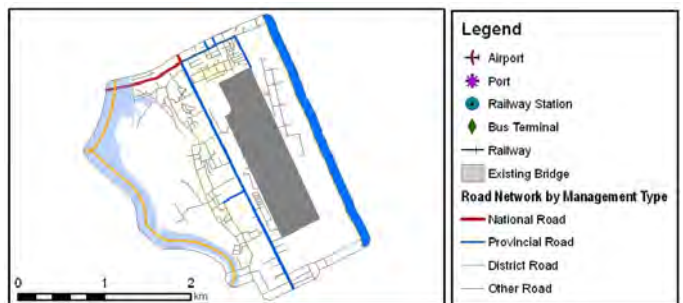 Legend
Airport
Port
Railway Station
Bus Terminal
Railway
Existing Bridge
Road Network by Management Type
National Road
Provincial Road
District Road
Other Road
0 1 2
km